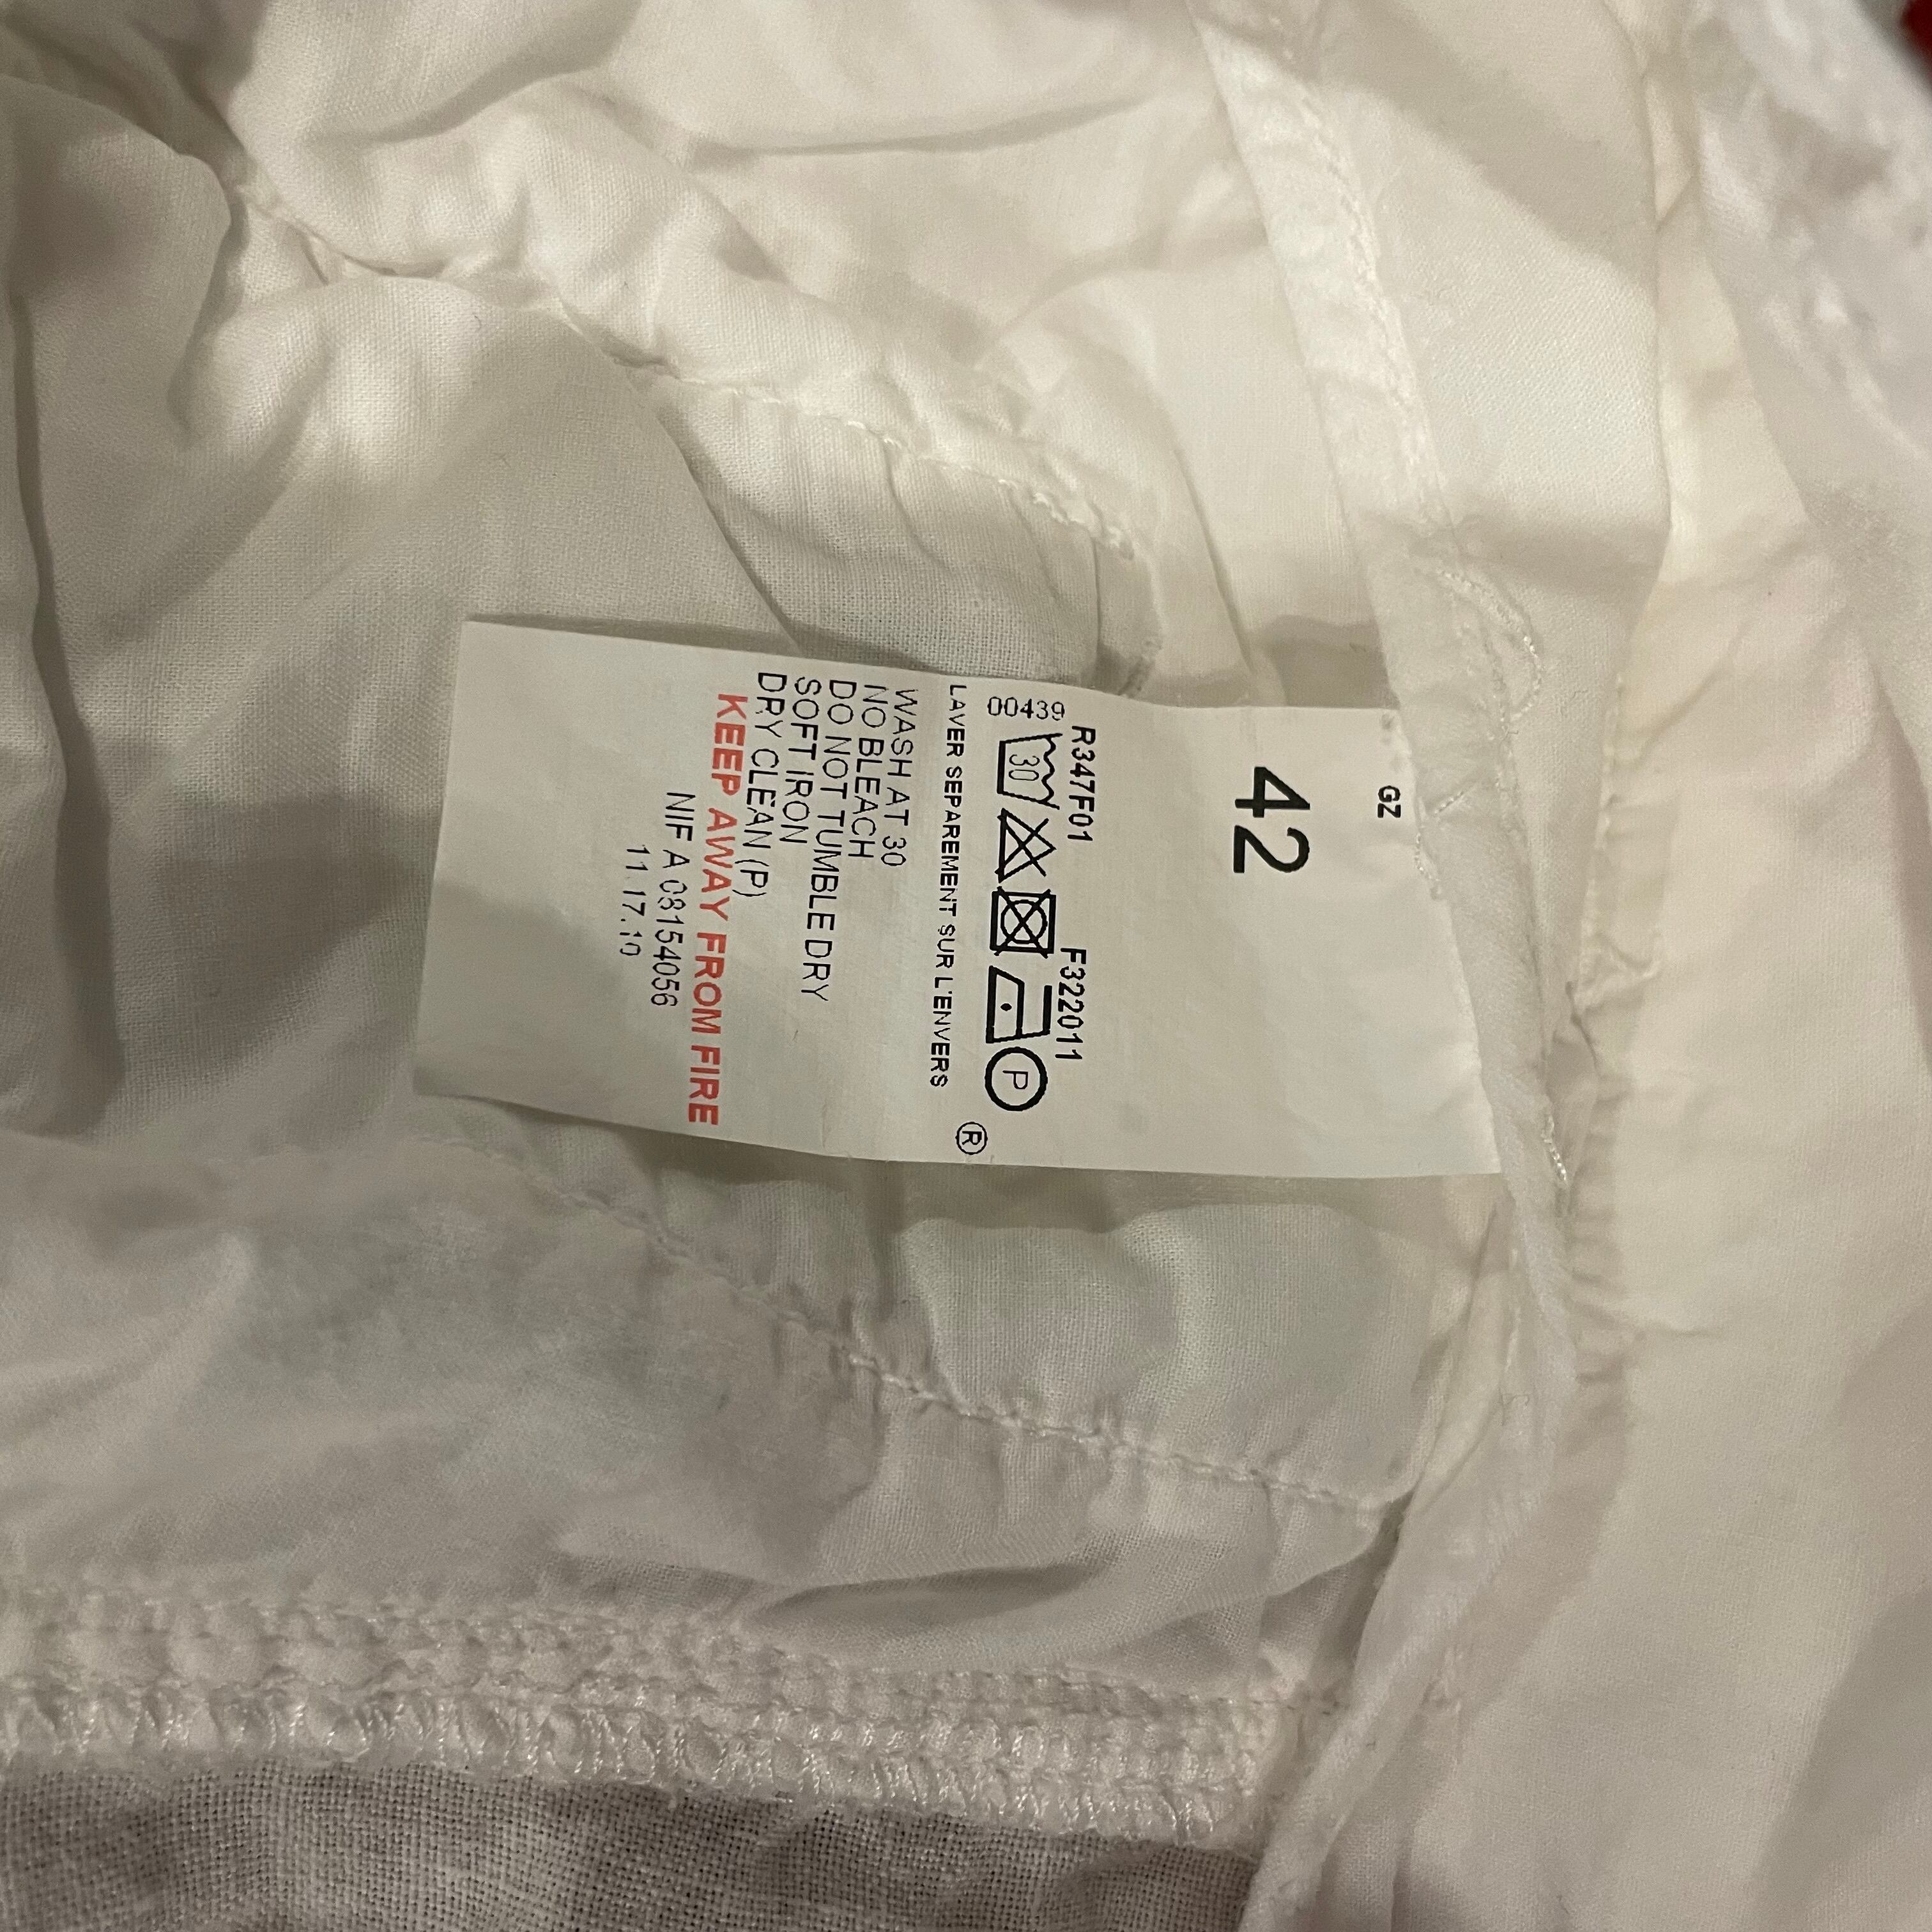 GZ
42
R347F01 F322011
00439 30 P
®
LAVER SEPAREMENT SUR L'ENVERS
WASH AT 30
NO BLEACH
DO NOT TUMBLE DRY
SOFT IRON
DRY CLEAN (P)
KEEP AWAY FROM FIRE
NIF A 08154056
11.17.10